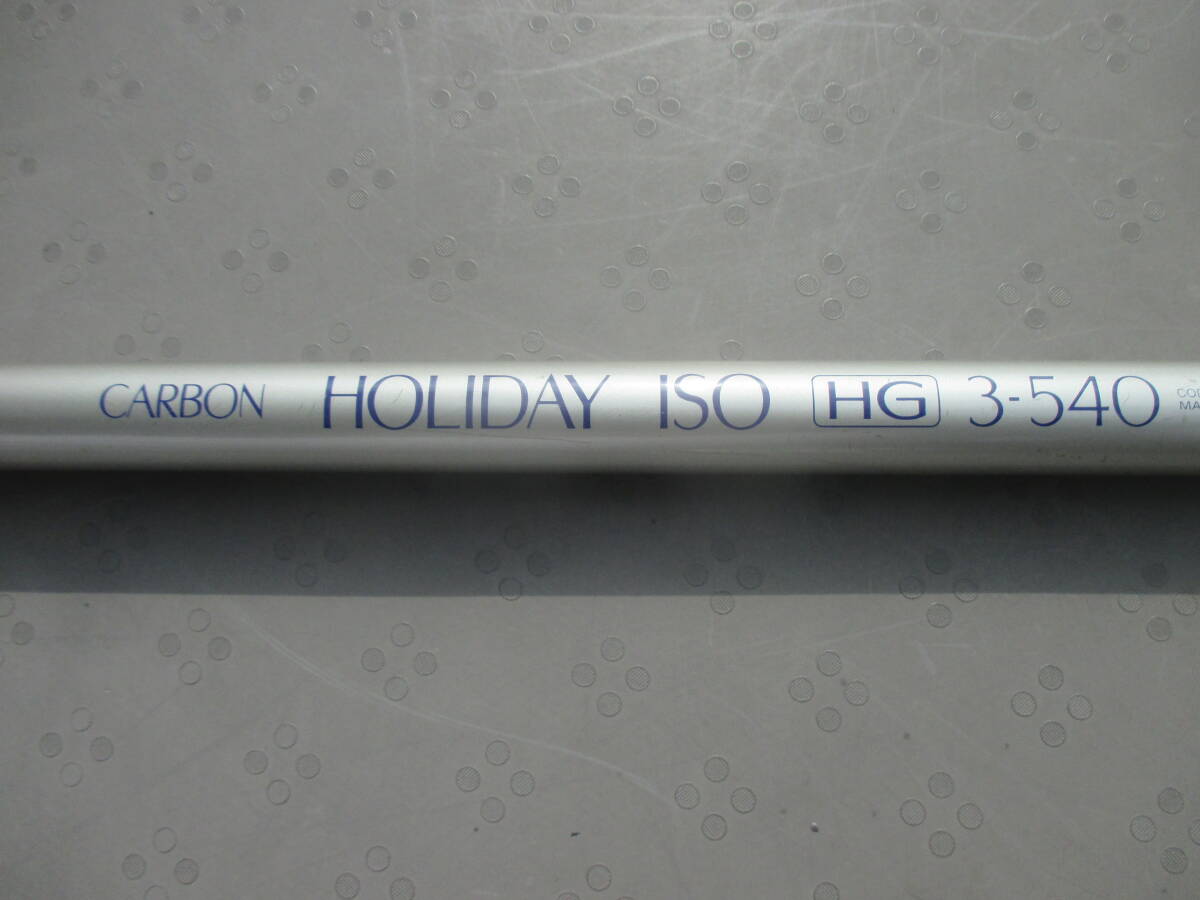 CARBON HOLIDAY ISO HG 3-540